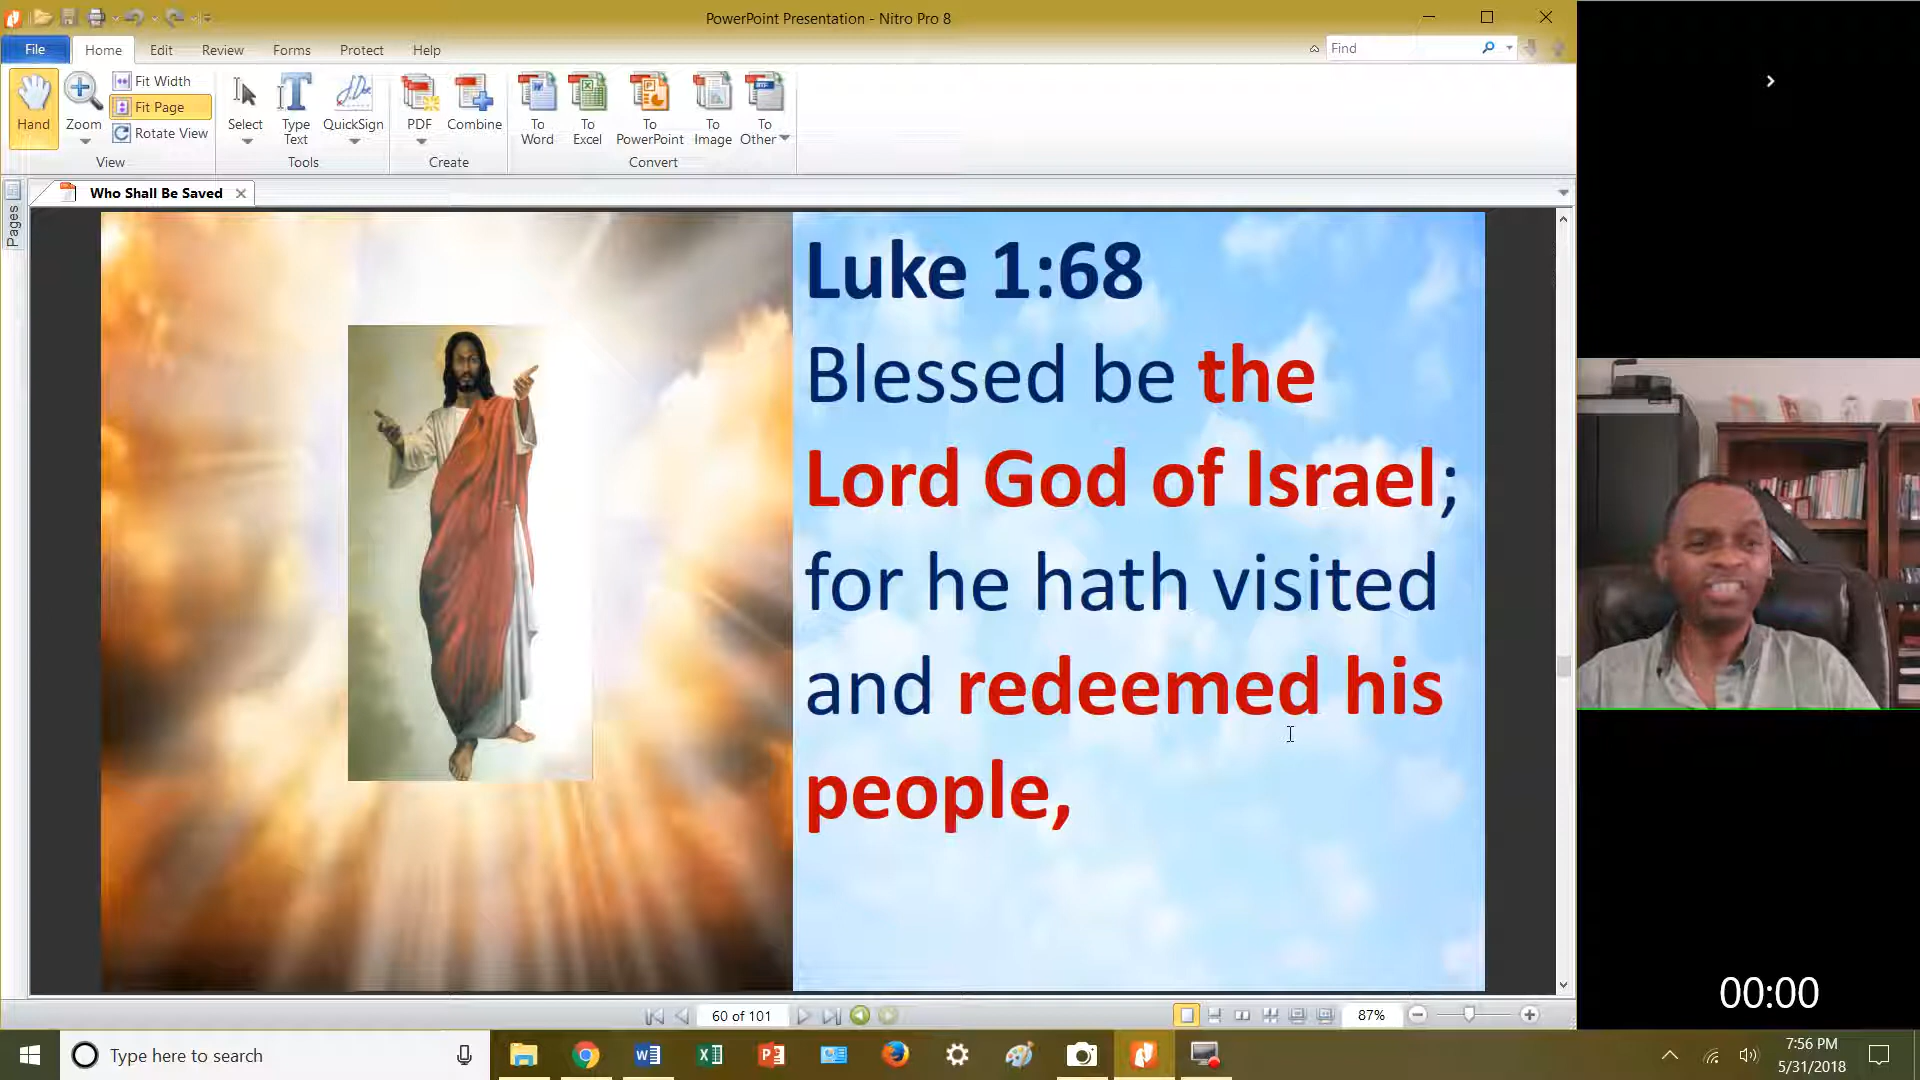 PowerPoint Presentation - Nitro Pro 8
File Home Edit Review Forms Protect Help
Find
Hand
Zoom
Fit Width
Fit Page
Rotate View
View
Select
Type
Text
QuickSign
Tools
PDF
Combine
Create
To
Word
To
Excel
To
PowerPoint
To
Image
To
Other
Convert
Pages
Who Shall Be Saved
Luke 1:68
Blessed be the
Lord God of Israel;
for he hath visited
and redeemed his
people,
00:00
60 of 101
87%
Type here to search
7:56 PM
5/31/2018